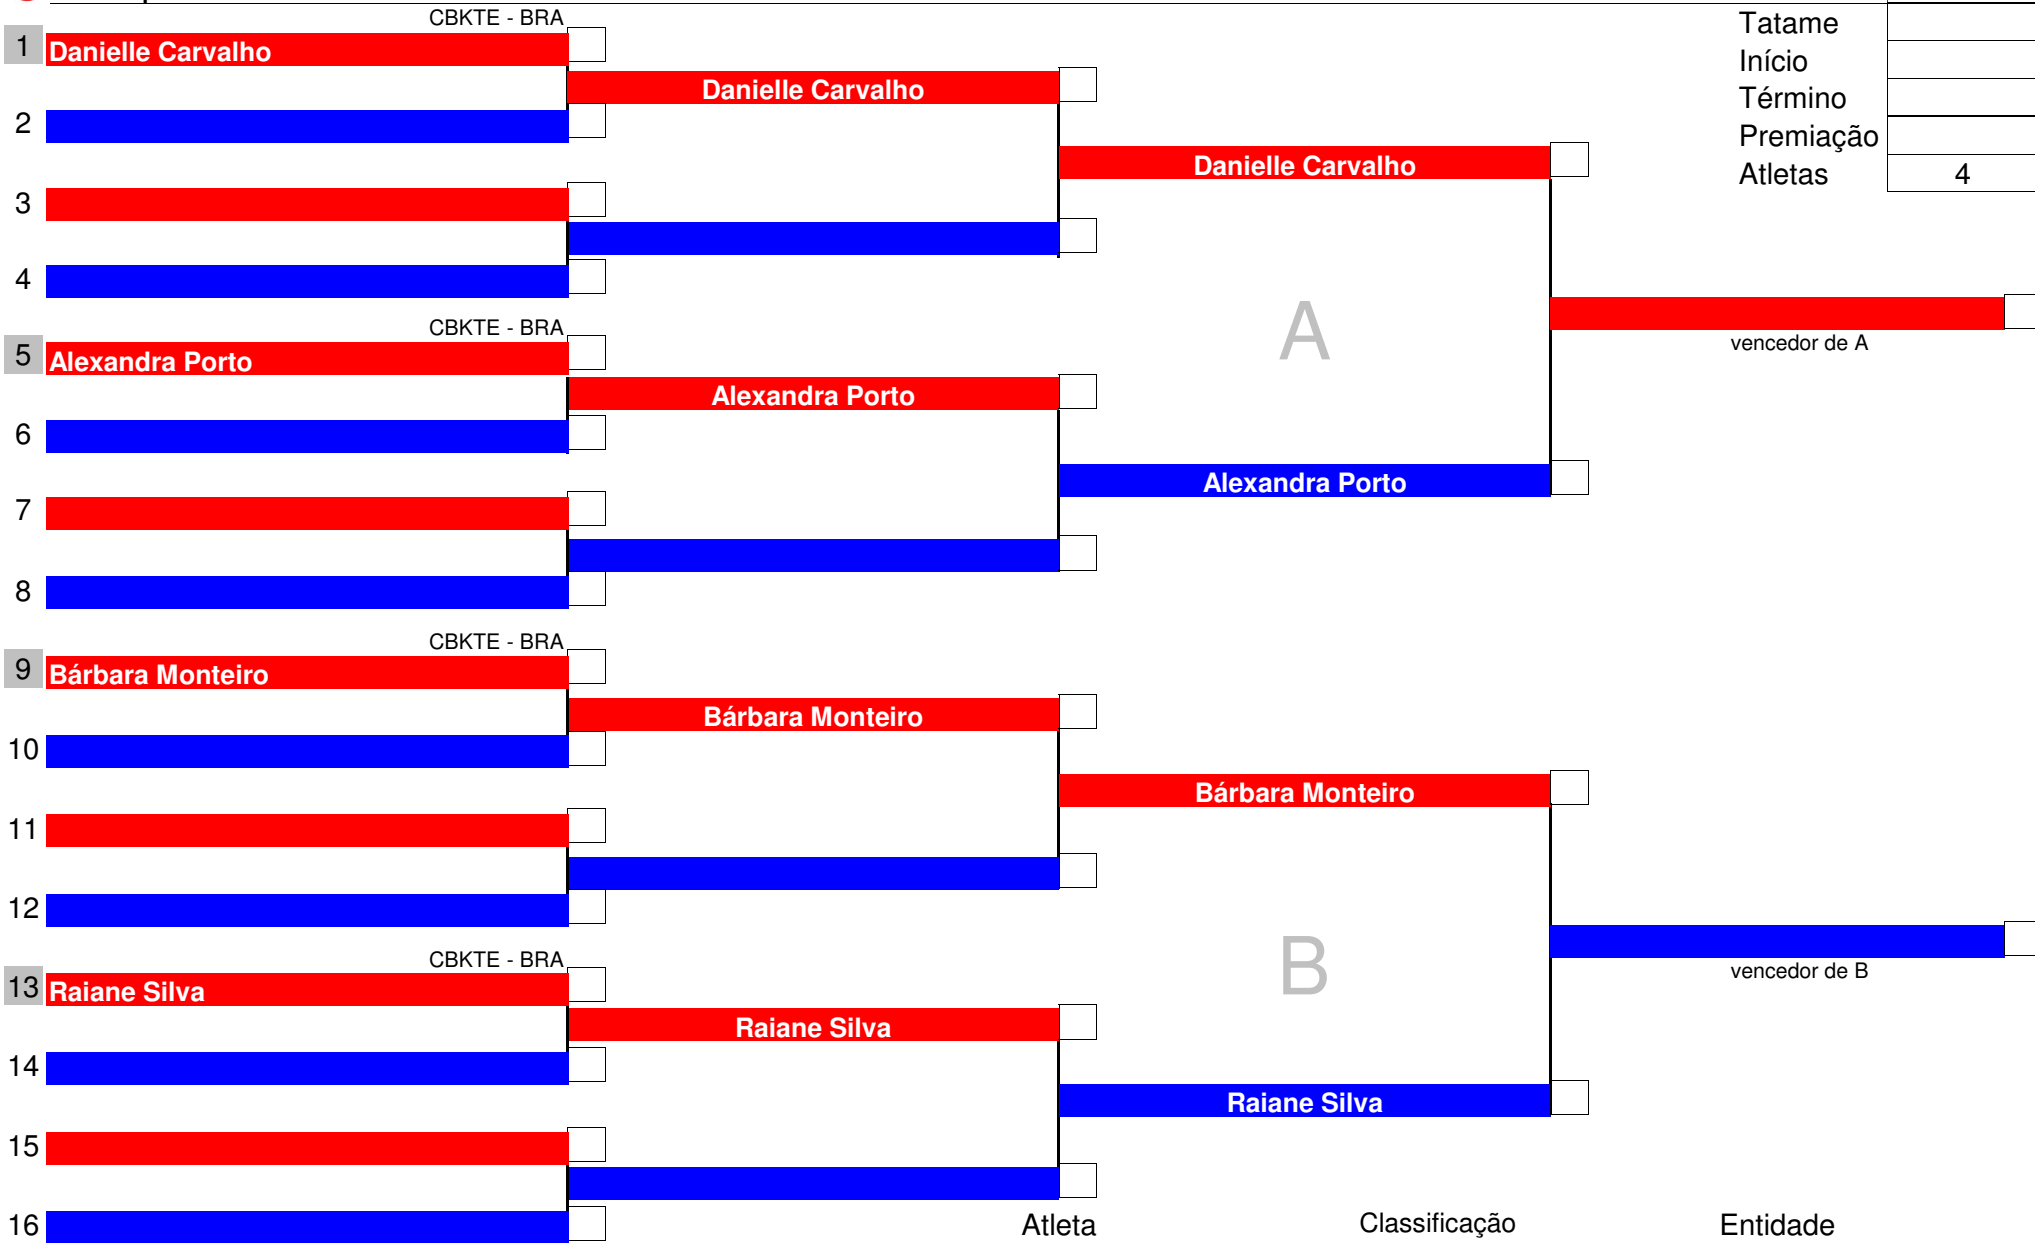 CBKTE - BRA
Tatame
1 Danielle Carvalho
Início
Danielle Carvalho
Término
2
Premiação
Danielle Carvalho
Atletas 4
3
4
A
CBKTE - BRA
vencedor de A
5 Alexandra Porto
Alexandra Porto
6
Alexandra Porto
7
8
CBKTE - BRA
9 Bárbara Monteiro
Bárbara Monteiro
10
Bárbara Monteiro
11
12
CBKTE - BRA
B
vencedor de B
13 Raiane Silva
Raiane Silva
14
Raiane Silva
15
16
Atleta Classificação Entidade